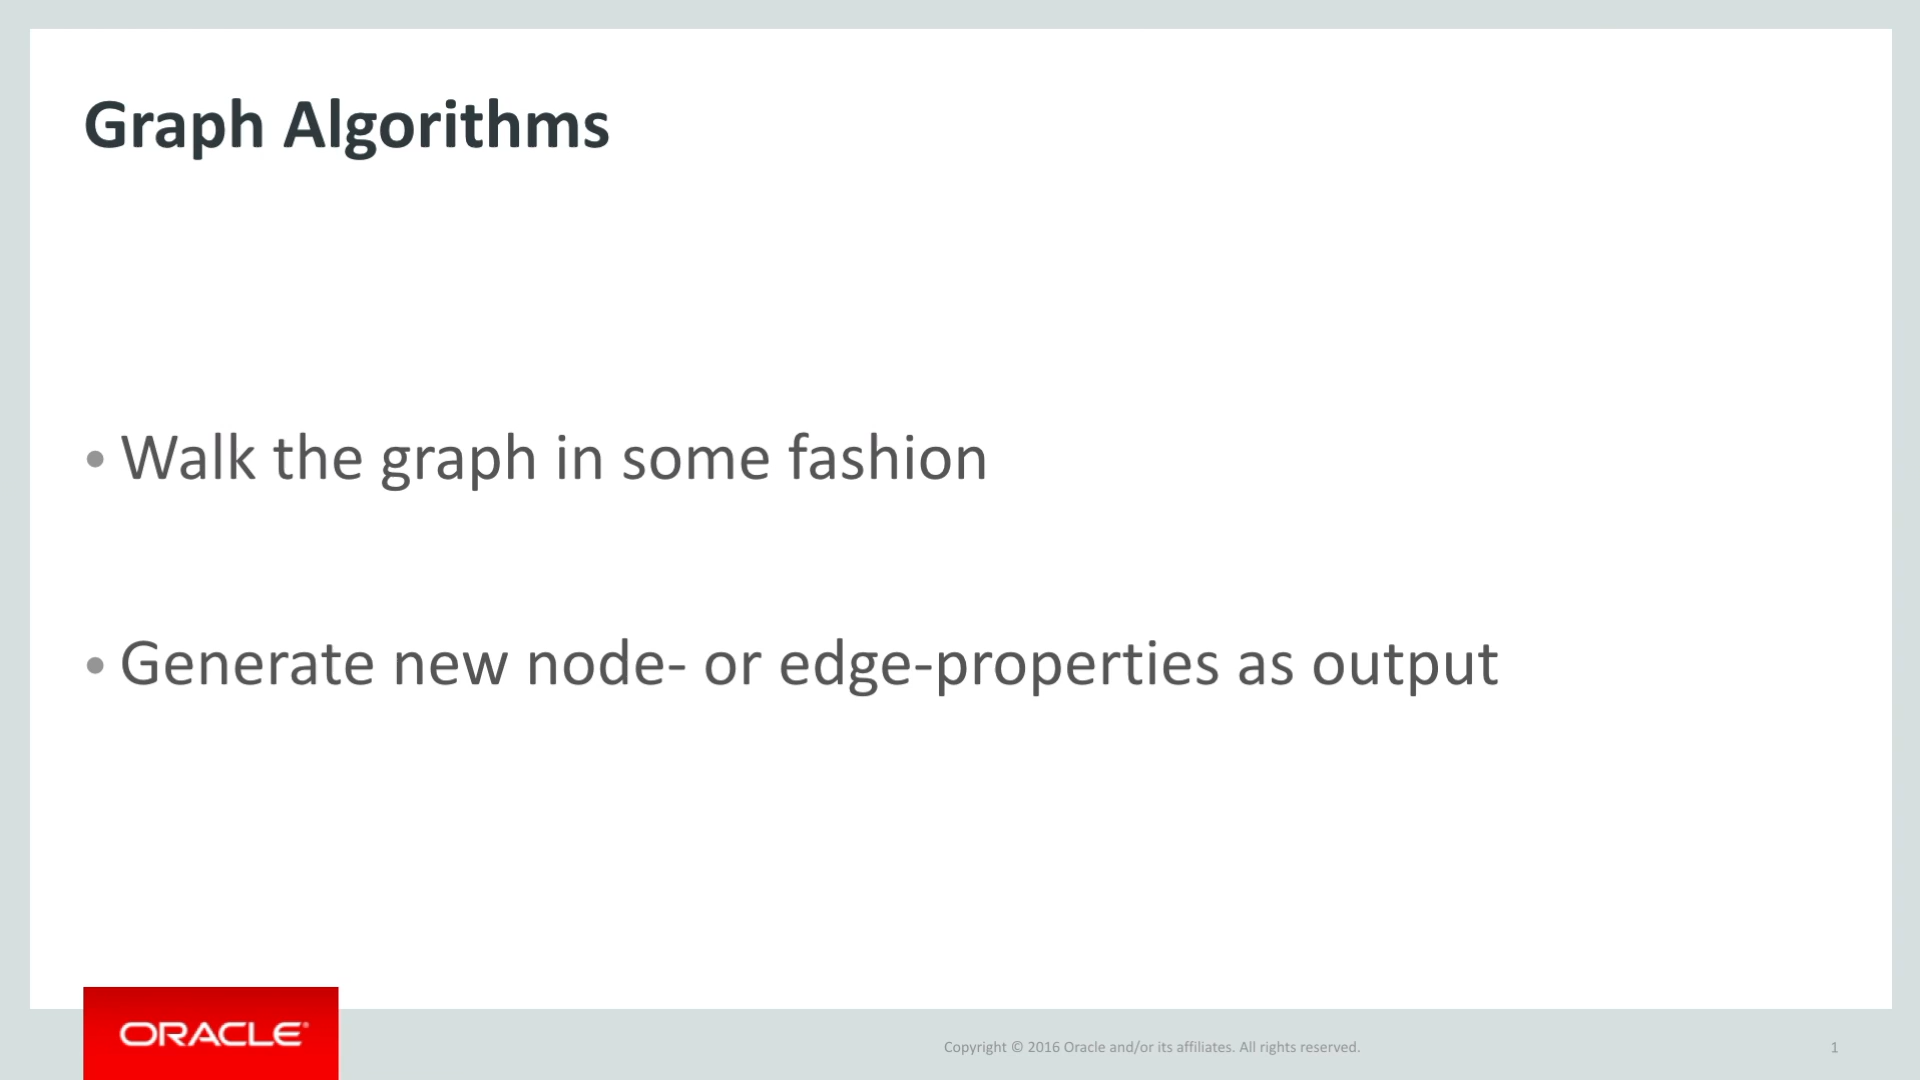 Graph Algorithms
• Walk the graph in some fashion
• Generate new node- or edge-properties as output
ORACLE®
Copyright © 2016 Oracle and/or its affiliates. All rights reserved.
1